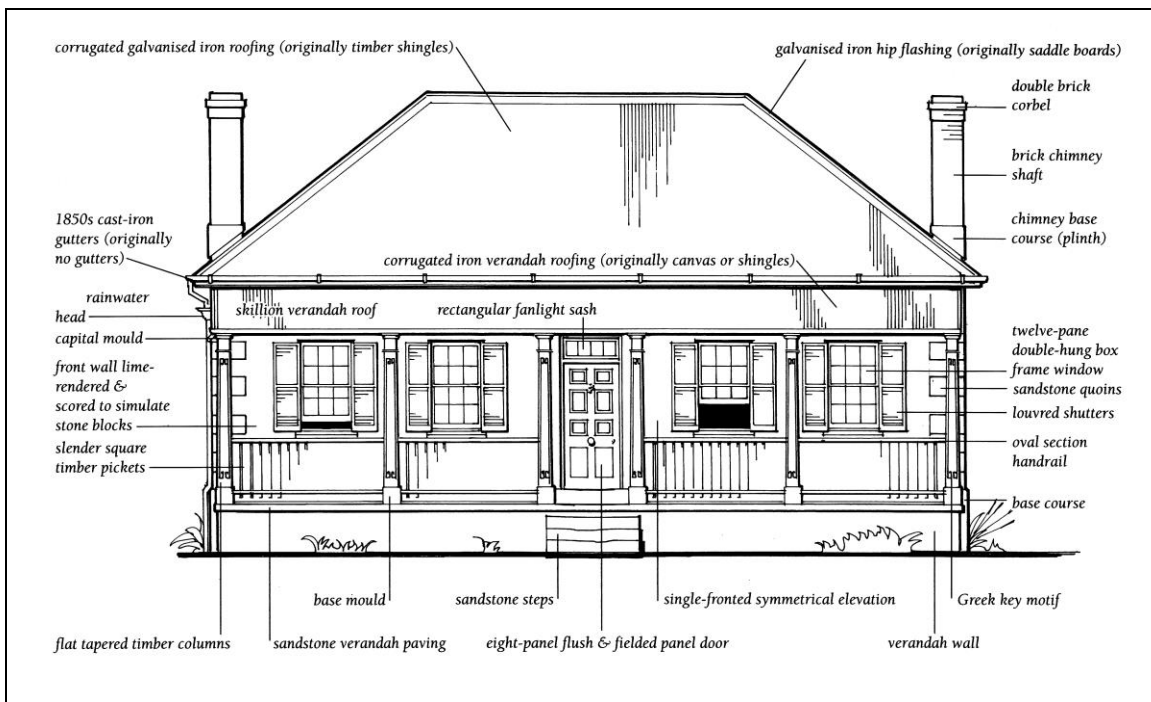 corrugated galvanised iron roofing (originally timber shingles)
galvanised iron hip flashing (originally saddle boards)
double brick
corbel
brick chimney
shaft
1850s cast-iron
gutters (originally
no gutters)
chimney base
course (plinth)
corrugated iron verandah roofing (originally canvas or shingles)
rainwater
head
skillion verandah roof
rectangular fanlight sash
capital mould
front wall lime-
rendered &
scored to simulate
stone blocks
twelve-pane
double-hung box
frame window
sandstone quoins
louvred shutters
slender square
timber pickets
oval section
handrail
base course
base mould
sandstone steps
single-fronted symmetrical elevation
Greek key motif
flat tapered timber columns
sandstone verandah paving
eight-panel flush & fielded panel door
verandah wall